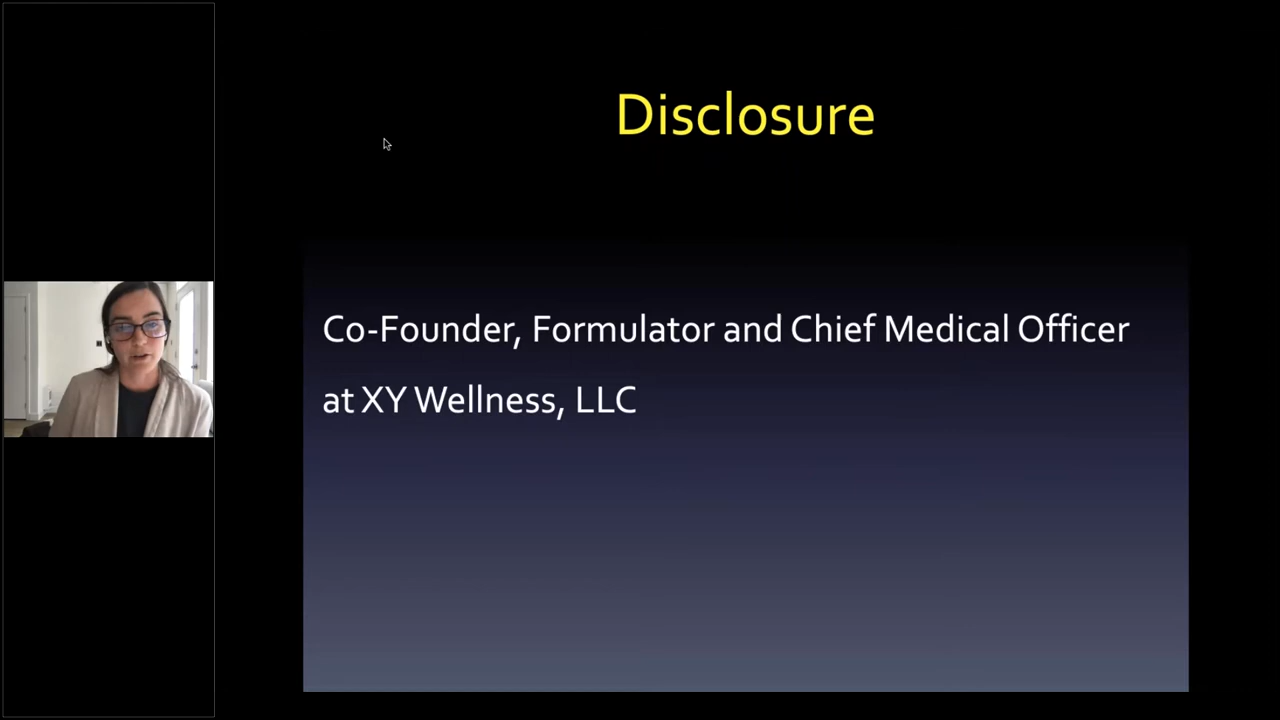 Disclosure
Co-Founder, Formulator and Chief Medical Officer
at XY Wellness, LLC